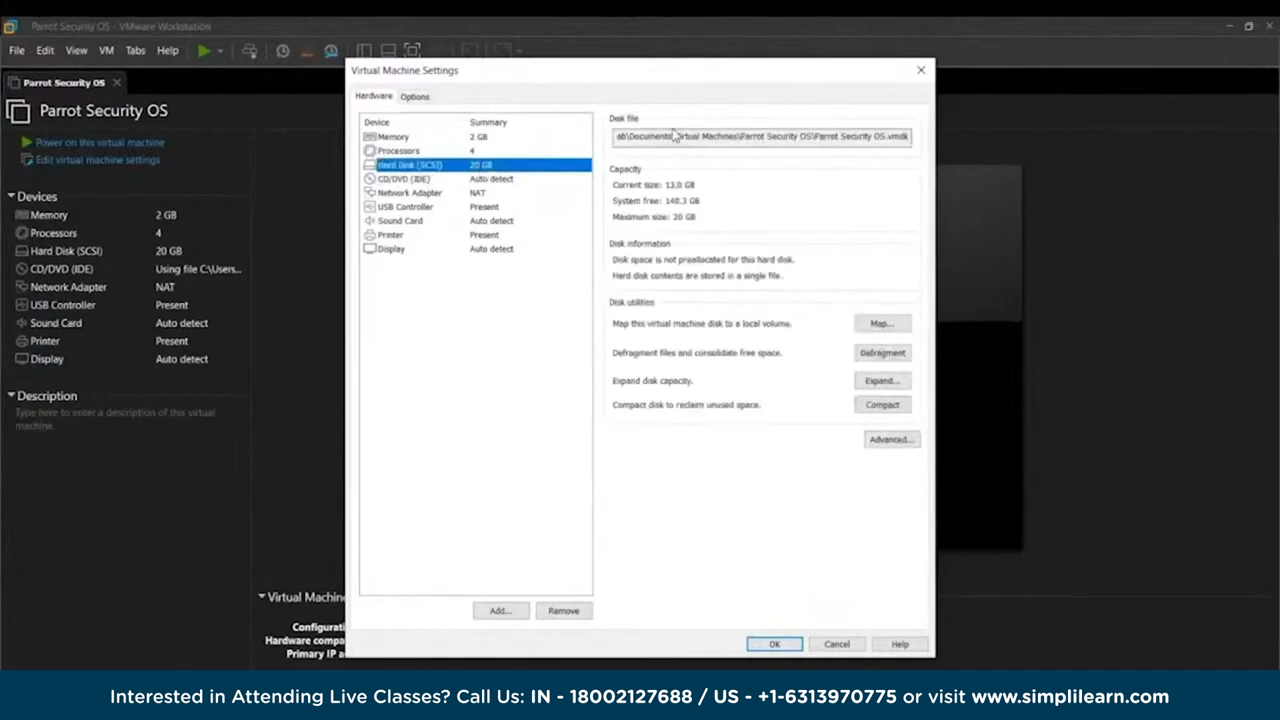 Parrot Security OS - VMware Workstation
File Edit View VM Tabs Help
Parrot Security OS
Parrot Security OS
Power on this virtual machine
Edit virtual machine settings
Devices
Memory 2 GB
Processors 4
Hard Disk (SCSI) 20 GB
CD/DVD (IDE) Using file C:\Users...
Network Adapter NAT
USB Controller Present
Sound Card Auto detect
Printer Present
Display Auto detect
Description
Type here to enter a description of this virtual
machine.
Virtual Machine
Configurati
Hardware compa
Primary IP a
Virtual Machine Settings
Hardware Options
Device Summary
Memory 2 GB
Processors 4
Hard Disk (SCSI) 20 GB
CD/DVD (IDE) Auto detect
Network Adapter NAT
USB Controller Present
Sound Card Auto detect
Printer Present
Display Auto detect
Add... Remove
Disk file
ab\Documents\Virtual Machines\Parrot Security OS\Parrot Security OS.vmdk
Capacity
Current size: 13.0 GB
System free: 140.3 GB
Maximum size: 20 GB
Disk information
Disk space is not preallocated for this hard disk.
Hard disk contents are stored in a single file.
Disk utilities
Map this virtual machine disk to a local volume. Map...
Defragment files and consolidate free space. Defragment
Expand disk capacity. Expand...
Compact disk to reclaim unused space. Compact
Advanced...
OK Cancel Help
Interested in Attending Live Classes? Call Us: IN - 18002127688 / US - +1-6313970775 or visit www.simplilearn.com